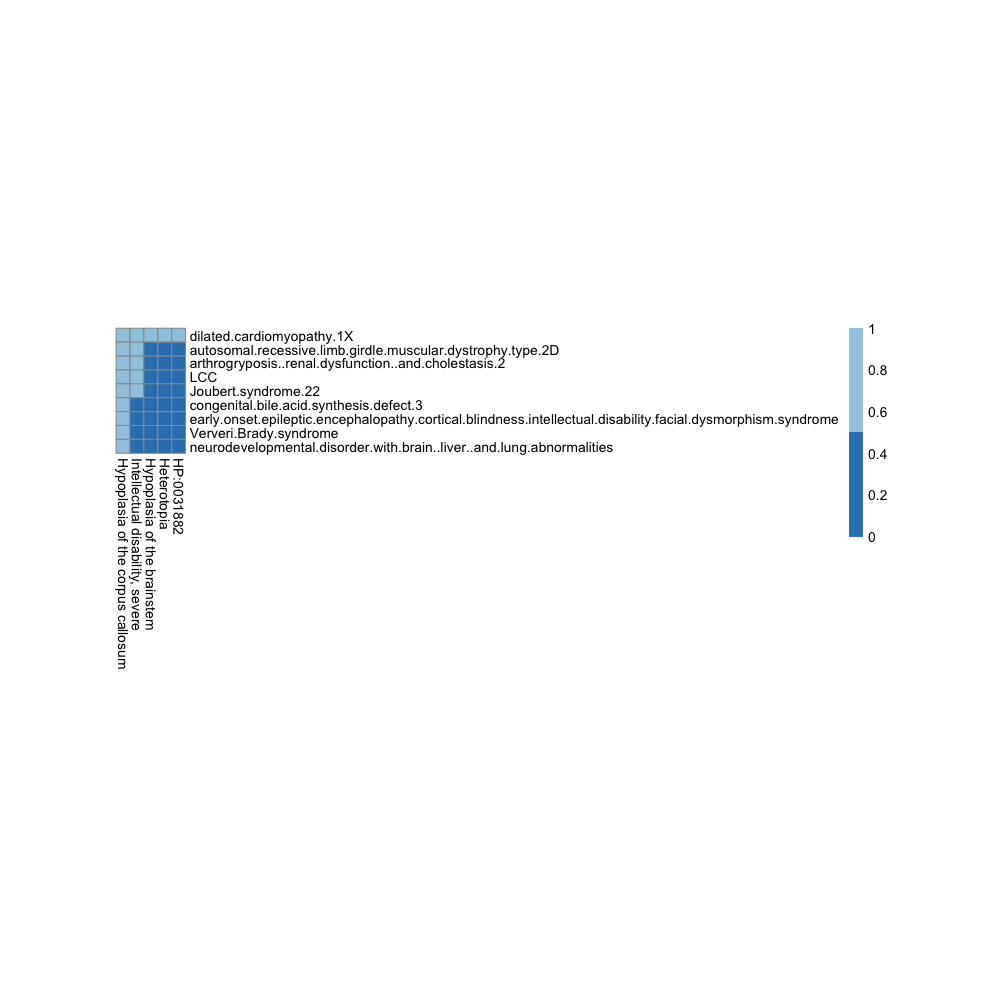 dilated.cardiomyopathy.1X
autosomal.recessive.limb.girdle.muscular.dystrophy.type.2D
arthrogryposis..renal.dysfunction..and.cholestasis.2
LCC
Joubert.syndrome.22
congenital.bile.acid.synthesis.defect.3
early.onset.epileptic.encephalopathy.cortical.blindness.intellectual.disability.facial.dysmorphism.syndrome
Ververi.Brady.syndrome
neurodevelopmental.disorder.with.brain..liver..and.lung.abnormalities
Hypoplasia of the corpus callosum
Intellectual disability, severe
Hypoplasia of the brainstem
Heterotopia
HP:0031882
1
0.8
0.6
0.4
0.2
0